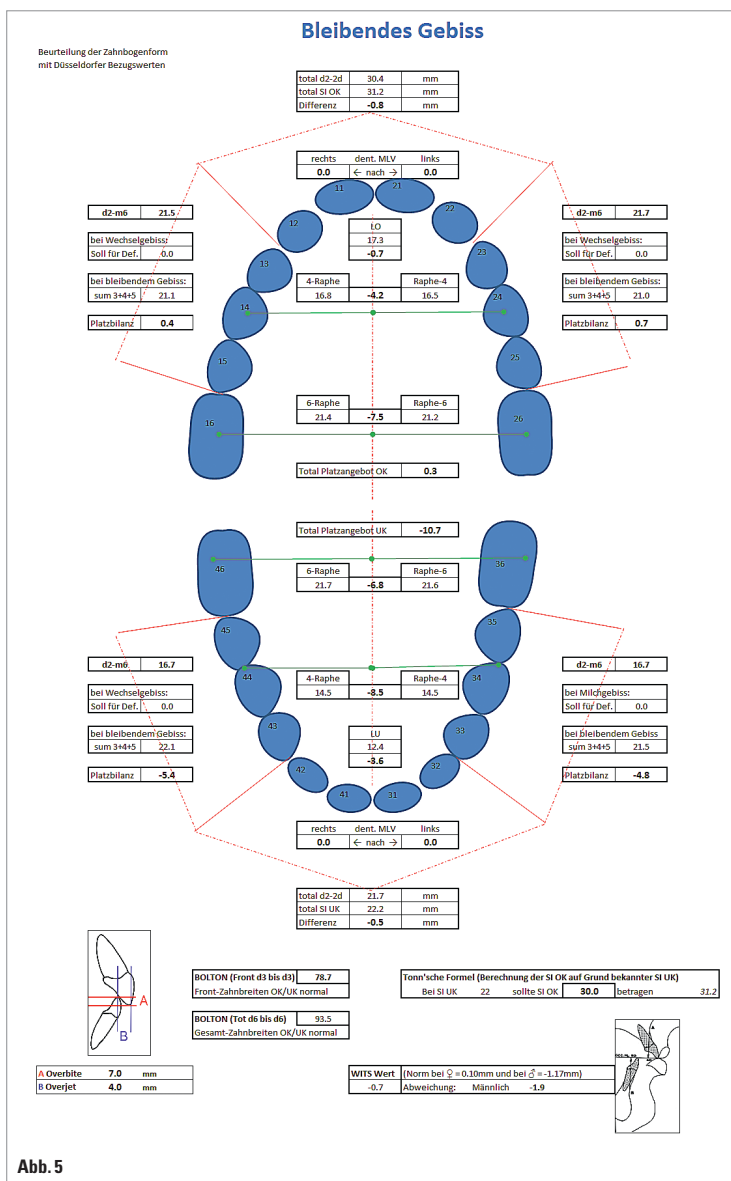 Bleibendes Gebiss
Beurteilung der Zahnbogenform
mit Düsseldorfer Bezugswerten
total d2-2d 30.4 mm
total SI OK 31.2 mm
Differenz -0.8 mm
rechts dent. MLV links
0.0 ← nach → 0.0
11 21
12 22
13 23
14 24
15 25
16 26
LO
17.3
-0.7
d2-m6 21.5
bei Wechselgebiss:
Soll für Def. 0.0
bei bleibendem Gebiss:
sum 3+4+5 21.1
Platzbilanz 0.4
d2-m6 21.7
bei Wechselgebiss:
Soll für Def. 0.0
bei bleibendem Gebiss:
sum 3+4+5 21.0
Platzbilanz 0.7
4-Raphe Raphe-4
16.8 -4.2 16.5
6-Raphe Raphe-6
21.4 -7.5 21.2
Total Platzangebot OK 0.3
Total Platzangebot UK -10.7
46 36
6-Raphe Raphe-6
21.7 -6.8 21.6
45 35
44 34
43 33
42 32
41 31
4-Raphe Raphe-4
14.5 -8.5 14.5
d2-m6 16.7
bei Wechselgebiss:
Soll für Def. 0.0
bei bleibendem Gebiss:
sum 3+4+5 22.1
Platzbilanz -5.4
LU
12.4
-3.6
d2-m6 16.7
bei Milchgebiss:
Soll für Def. 0.0
bei bleibendem Gebiss
sum 3+4+5 21.5
Platzbilanz -4.8
rechts dent. MLV links
0.0 ← nach → 0.0
total d2-2d 21.7 mm
total SI UK 22.2 mm
Differenz -0.5 mm
A
B
BOLTON (Front d3 bis d3) 78.7
Front-Zahnbreiten OK/UK normal
BOLTON (Tot d6 bis d6) 93.5
Gesamt-Zahnbreiten OK/UK normal
Tonn'sche Formel (Berechnung der SI OK auf Grund bekannter SI UK)
Bei SI UK 22 sollte SI OK 30.0 betragen 31.2
A Overbite 7.0 mm
B Overjet 4.0 mm
WITS Wert (Norm bei ♀ = 0.10mm und bei ♂ = -1.17mm)
-0.7 Abweichung: Männlich -1.9
A
B
Abb. 5